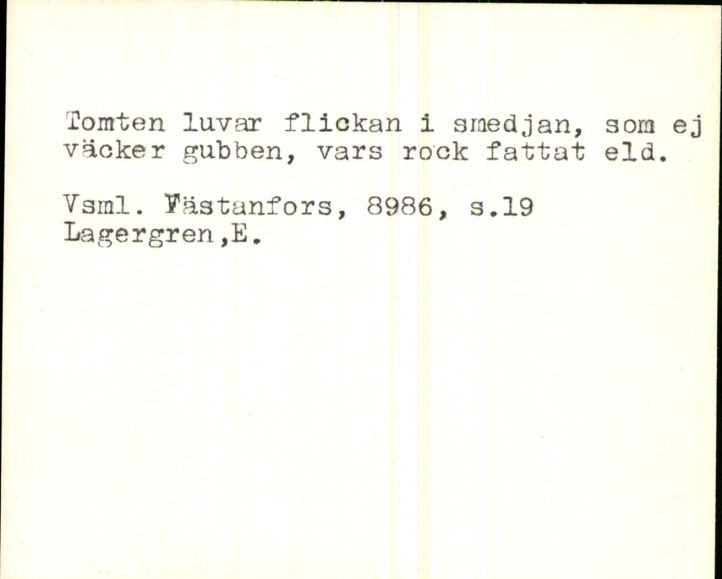 Tomten luvar flickan i smedjan, som ej
väcker gubben, vars rock fattat eld.
Vsml. Västanfors, 8986, s.19
Lagergren,E.